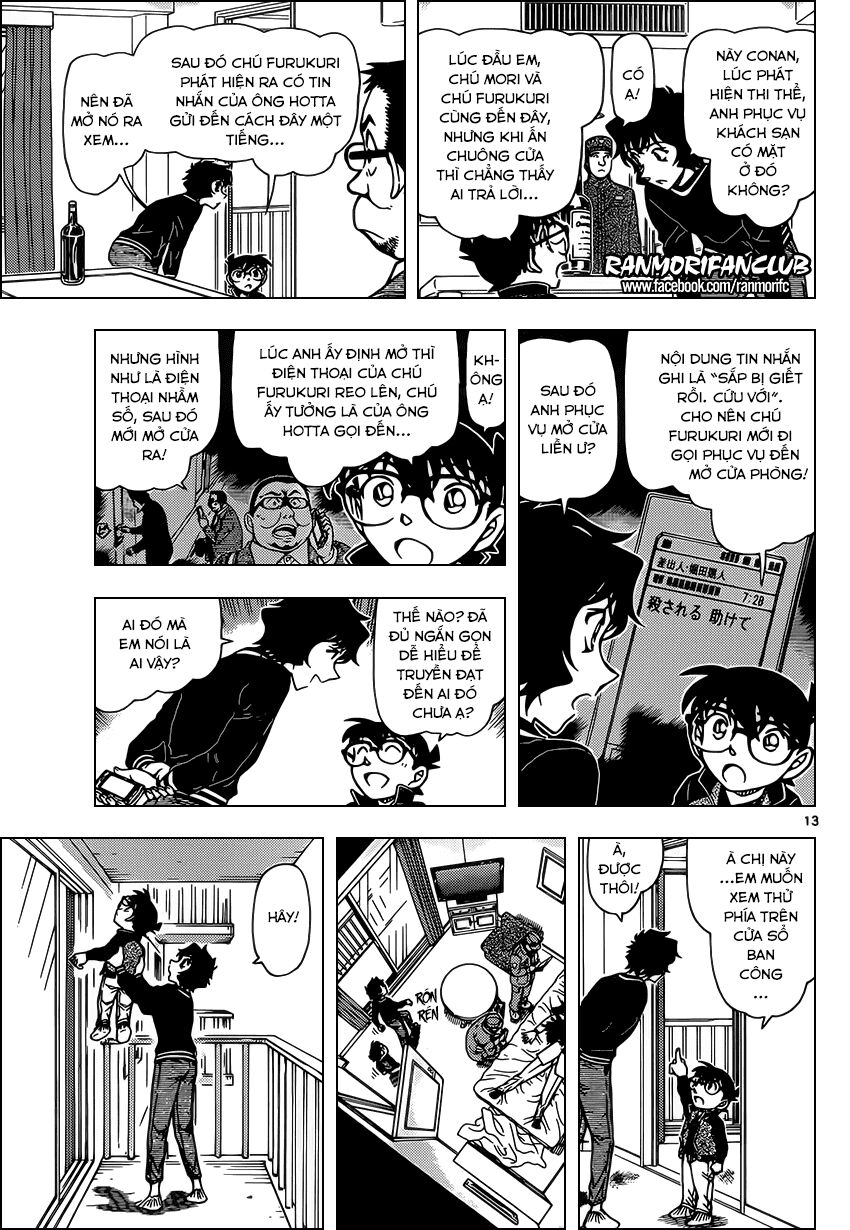 NÀY CONAN,
LÚC PHÁT
HIỆN THI THỂ,
ANH PHỤC VỤ
KHÁCH SẠN
CÓ MẶT
Ở ĐÓ
KHÔNG?
CÓ
Ạ!
LÚC ĐẦU EM,
CHÚ MORI VÀ
CHÚ FURUKURI
CÙNG ĐẾN ĐÂY,
NHƯNG KHI ẤN
CHUÔNG CỬA
THÌ CHẲNG THẤY
AI TRẢ LỜI...
RANMORIFANCLUB
www.facebook.com/ranmorifc
SAU ĐÓ CHÚ FURUKURI
PHÁT HIỆN RA CÓ TIN
NHẮN CỦA ÔNG HOTTA
GỬI ĐẾN CÁCH ĐÂY MỘT
TIẾNG...
NÊN ĐÃ
MỞ NÓ RA
XEM...
NỘI DUNG TIN NHẮN
GHI LÀ "SẮP BỊ GIẾT
RỒI. CỨU VỚI".
CHO NÊN CHÚ
FURUKURI MỚI ĐI
GỌI PHỤC VỤ ĐẾN
MỞ CỬA PHÒNG!
SAU ĐÓ
ANH PHỤC
VỤ MỞ CỬA
LIỀN Ư?
差出人:堀田凱人
7:28
殺される 助けて
KH-
ÔNG
Ạ!
LÚC ANH ẤY ĐỊNH MỞ THÌ
ĐIỆN THOẠI CỦA CHÚ
FURUKURI REO LÊN, CHÚ
ẤY TƯỞNG LÀ CỦA ÔNG
HOTTA GỌI ĐẾN...
NHƯNG HÌNH
NHƯ LÀ ĐIỆN
THOẠI NHẦM
SỐ, SAU ĐÓ
MỚI MỞ CỬA
RA!
THẾ NÀO? ĐÃ
ĐỦ NGẮN GỌN
DỄ HIỂU ĐỂ
TRUYỀN ĐẠT
ĐẾN AI ĐÓ
CHƯA Ạ?
AI ĐÓ MÀ
EM NÓI LÀ
AI VẬY?
13
À CHỊ NÀY
...EM MUỐN
XEM THỬ
PHÍA TRÊN
CỬA SỔ
BAN
CÔNG
...
À,
ĐƯỢC
THÔI!
RÓN
RÉN
HÂY!